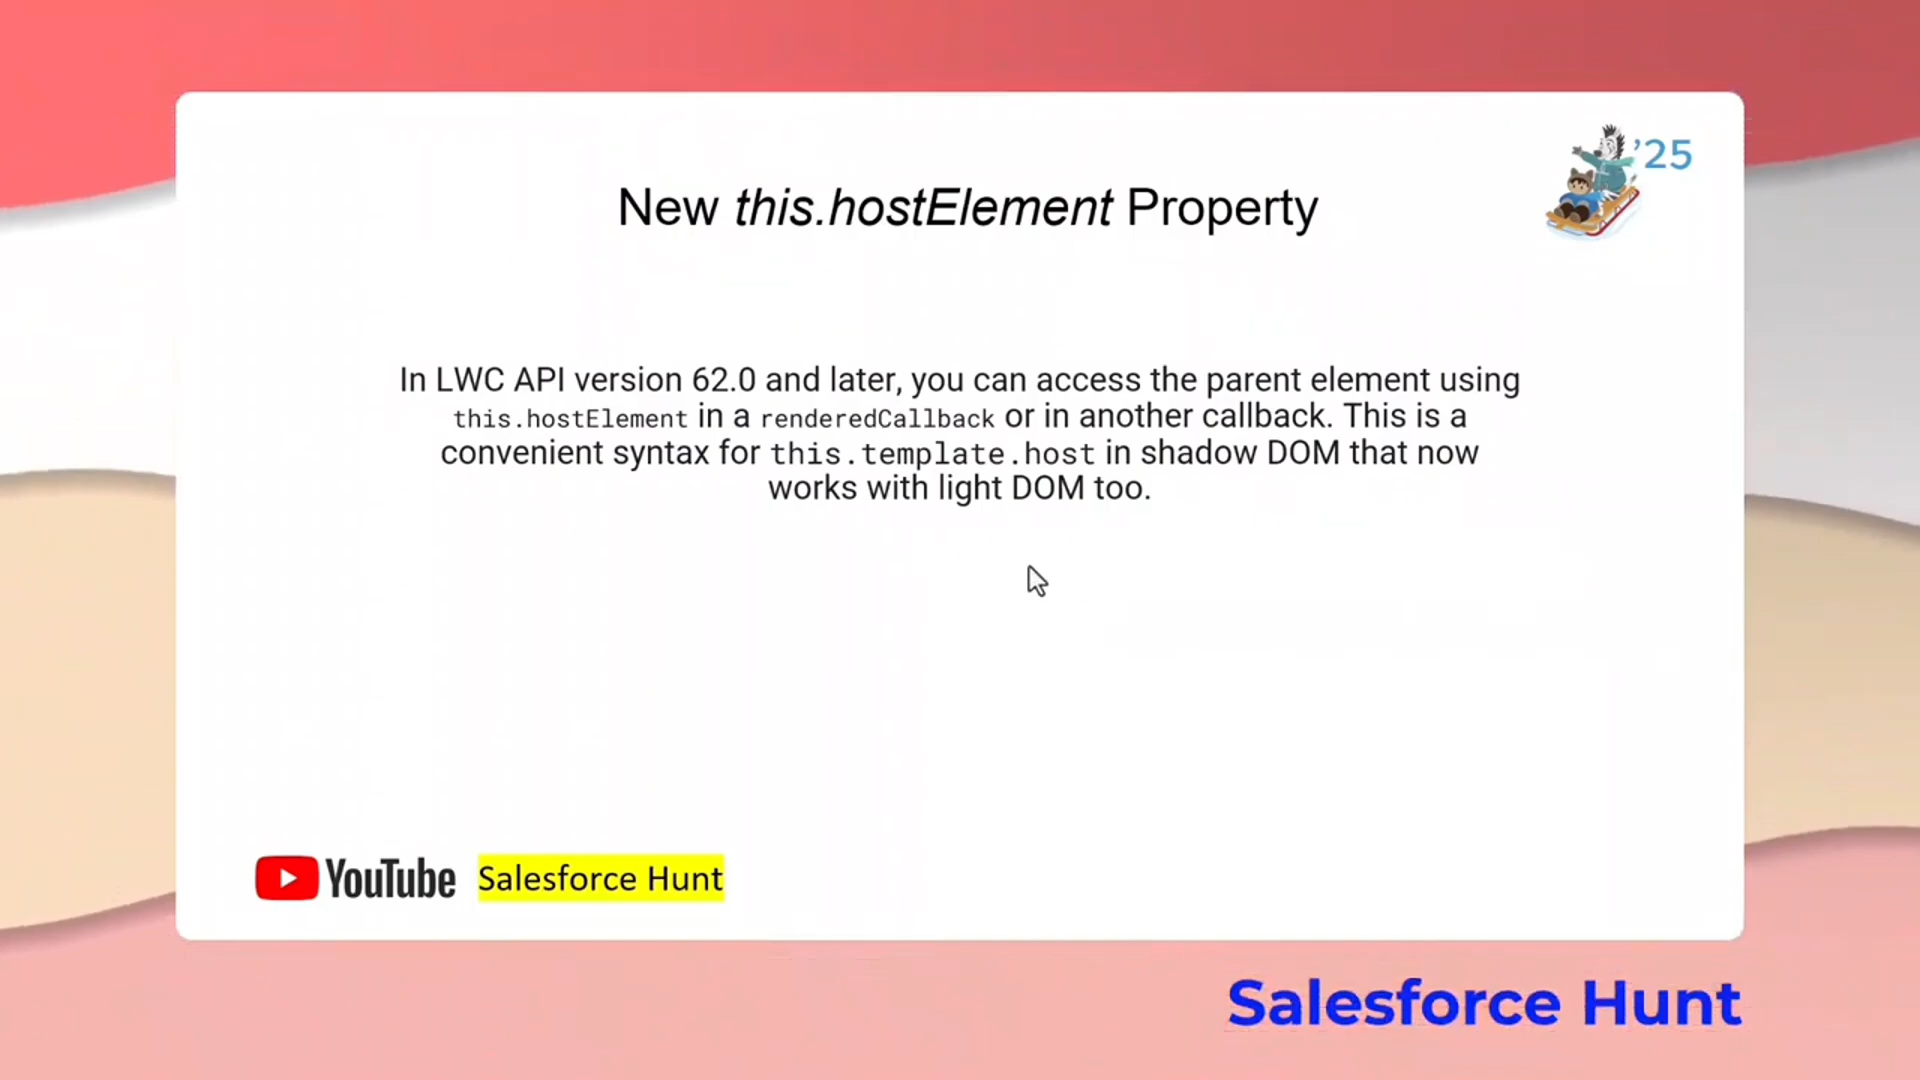 '25
New this.hostElement Property
In LWC API version 62.0 and later, you can access the parent element using
this.hostElement in a renderedCallback or in another callback. This is a
convenient syntax for this.template.host in shadow DOM that now
works with light DOM too.
YouTube Salesforce Hunt
Salesforce Hunt